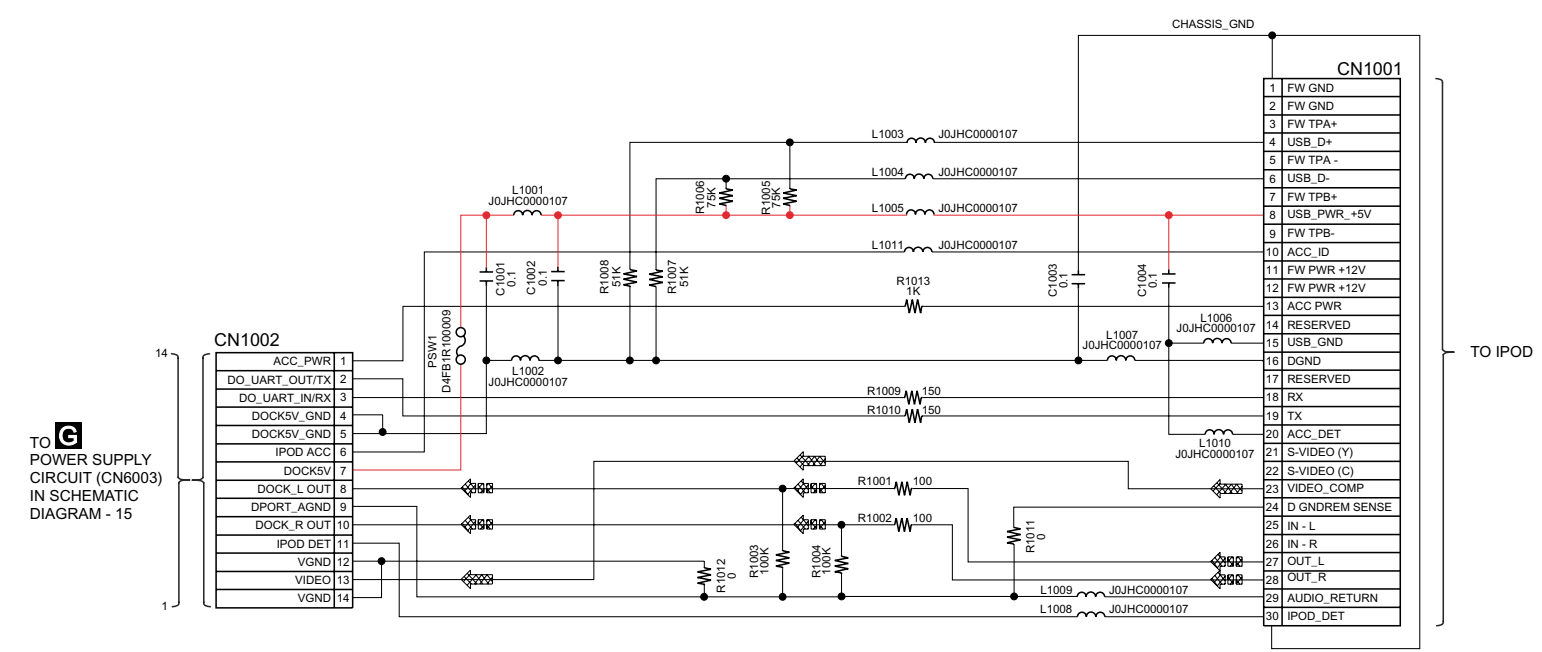 CHASSIS_GND
CN1001
1 FW GND
2 FW GND
3 FW TPA+
4 USB_D+
5 FW TPA -
6 USB_D-
7 FW TPB+
8 USB_PWR_+5V
9 FW TPB-
10 ACC_ID
11 FW PWR +12V
12 FW PWR +12V
13 ACC PWR
14 RESERVED
15 USB_GND
16 DGND
17 RESERVED
18 RX
19 TX
20 ACC_DET
21 S-VIDEO (Y)
22 S-VIDEO (C)
23 VIDEO_COMP
24 D GNDREM SENSE
25 IN - L
26 IN - R
27 OUT_L
28 OUT_R
29 AUDIO_RETURN
30 IPOD_DET
TO IPOD
L1003 J0JHC0000107
L1004 J0JHC0000107
R1006
75K
R1005
75K
L1001
J0JHC0000107
L1005 J0JHC0000107
L1011 J0JHC0000107
C1001
0.1
C1002
0.1
R1008
51K
R1007
51K
R1013
1K
C1003
0.1
C1004
0.1
L1006
J0JHC0000107
L1007
J0JHC0000107
PSW1
D4FB1R100009
L1002
J0JHC0000107
R1009 150
R1010 150
L1010
J0JHC0000107
CN1002
14
1
ACC_PWR 1
DO_UART_OUT/TX 2
DO_UART_IN/RX 3
DOCK5V_GND 4
DOCK5V_GND 5
IPOD ACC 6
DOCK5V 7
DOCK_L OUT 8
DPORT_AGND 9
DOCK_R OUT 10
IPOD DET 11
VGND 12
VIDEO 13
VGND 14
TO G
POWER SUPPLY
CIRCUIT (CN6003)
IN SCHEMATIC
DIAGRAM - 15
R1001 100
R1002 100
R1012
0
R1003
100K
R1004
100K
R1011
0
L1009 J0JHC0000107
L1008 J0JHC0000107